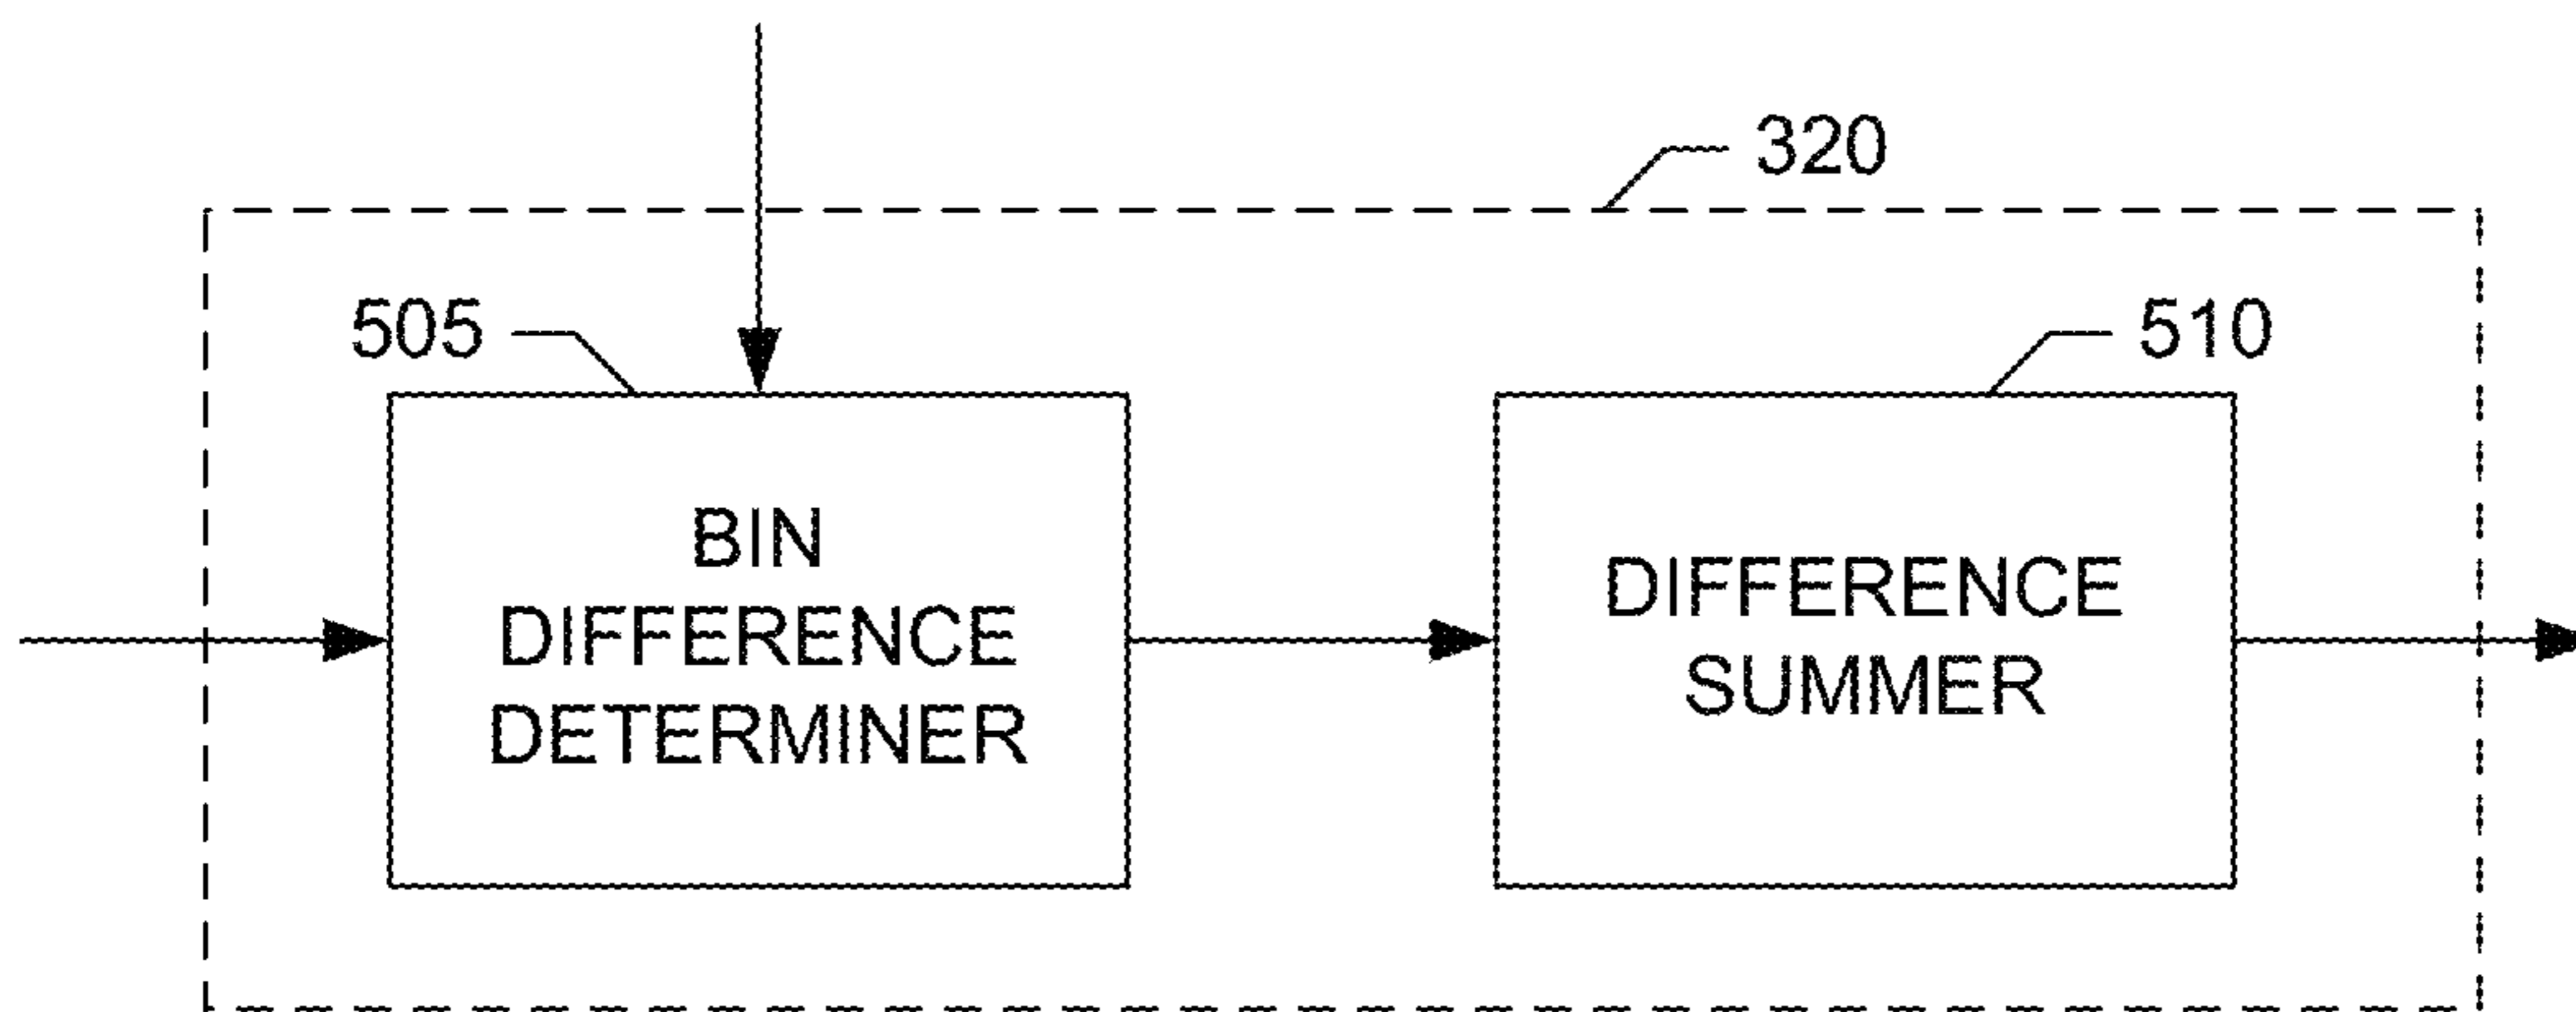 320
505
510
BIN
DIFFERENCE
DETERMINER
DIFFERENCE
SUMMER